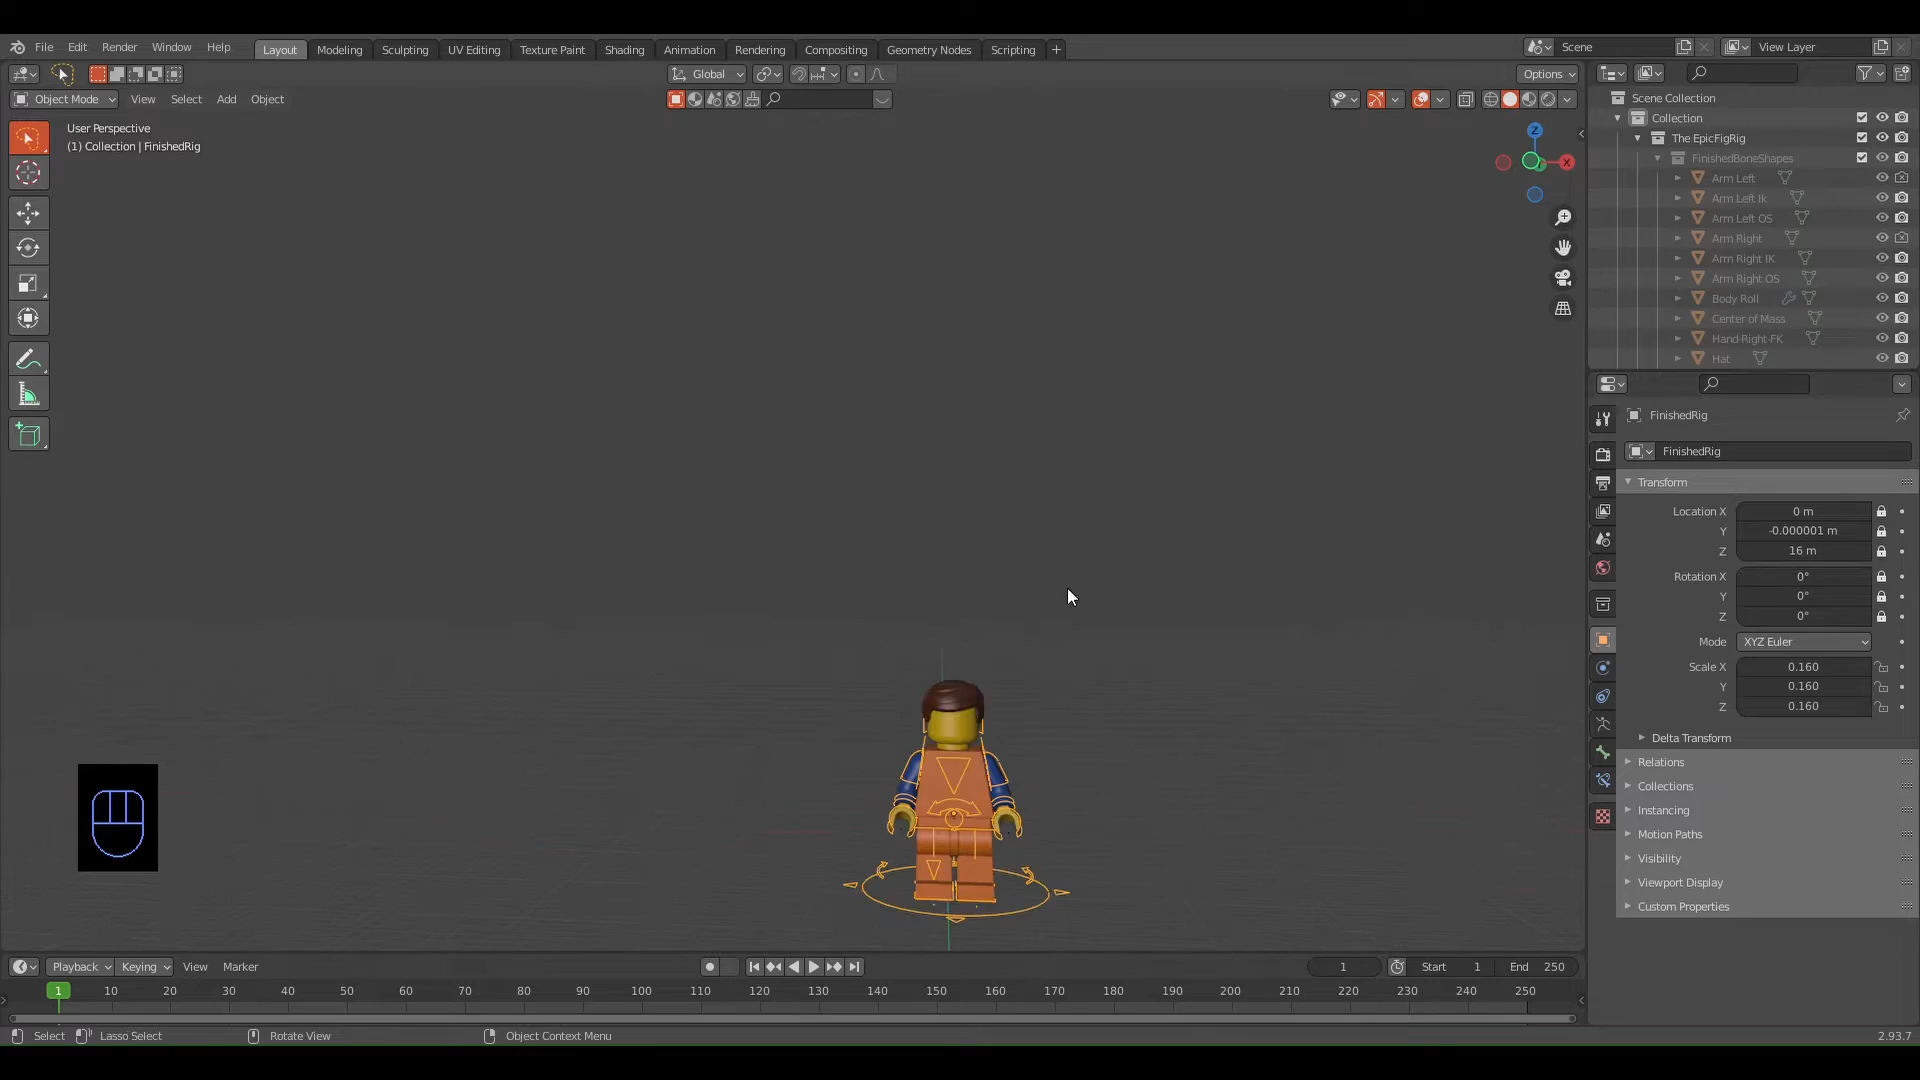 File Edit Render Window Help Layout Modeling Sculpting UV Editing Texture Paint Shading Animation Rendering Compositing Geometry Nodes Scripting + Scene View Layer
Global Options
Object Mode View Select Add Object
User Perspective
(1) Collection | FinishedRig
Z
X
Scene Collection
Collection
The EpicFigRig
FinishedBoneShapes
Arm Left
Arm Left Ik
Arm Left OS
Arm Right
Arm Right IK
Arm Right OS
Body Roll
Center of Mass
Hand-Right-FK
Hat
FinishedRig
FinishedRig
Transform
Location X 0 m
Y -0.000001 m
Z 16 m
Rotation X 0°
Y 0°
Z 0°
Mode XYZ Euler
Scale X 0.160
Y 0.160
Z 0.160
Delta Transform
Relations
Collections
Instancing
Motion Paths
Visibility
Viewport Display
Custom Properties
Playback Keying View Marker 1 Start 1 End 250
1 10 20 30 40 50 60 70 80 90 100 110 120 130 140 150 160 170 180 190 200 210 220 230 240 250
Select Lasso Select Rotate View Object Context Menu 2.93.7